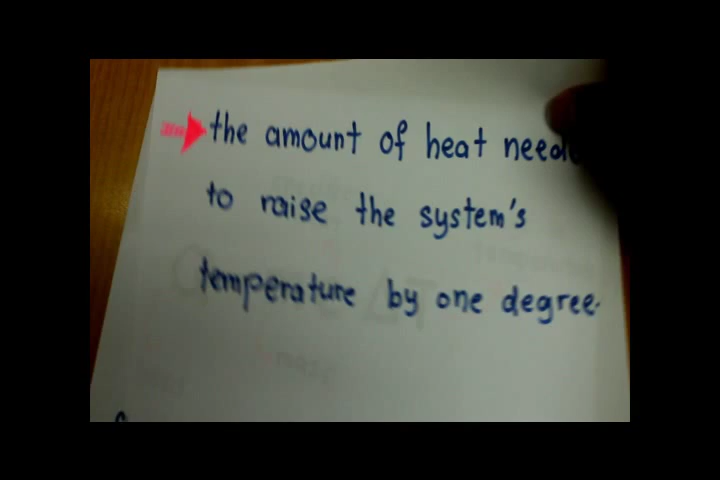 the amount of heat
to raise the system's
temperature by one degree.